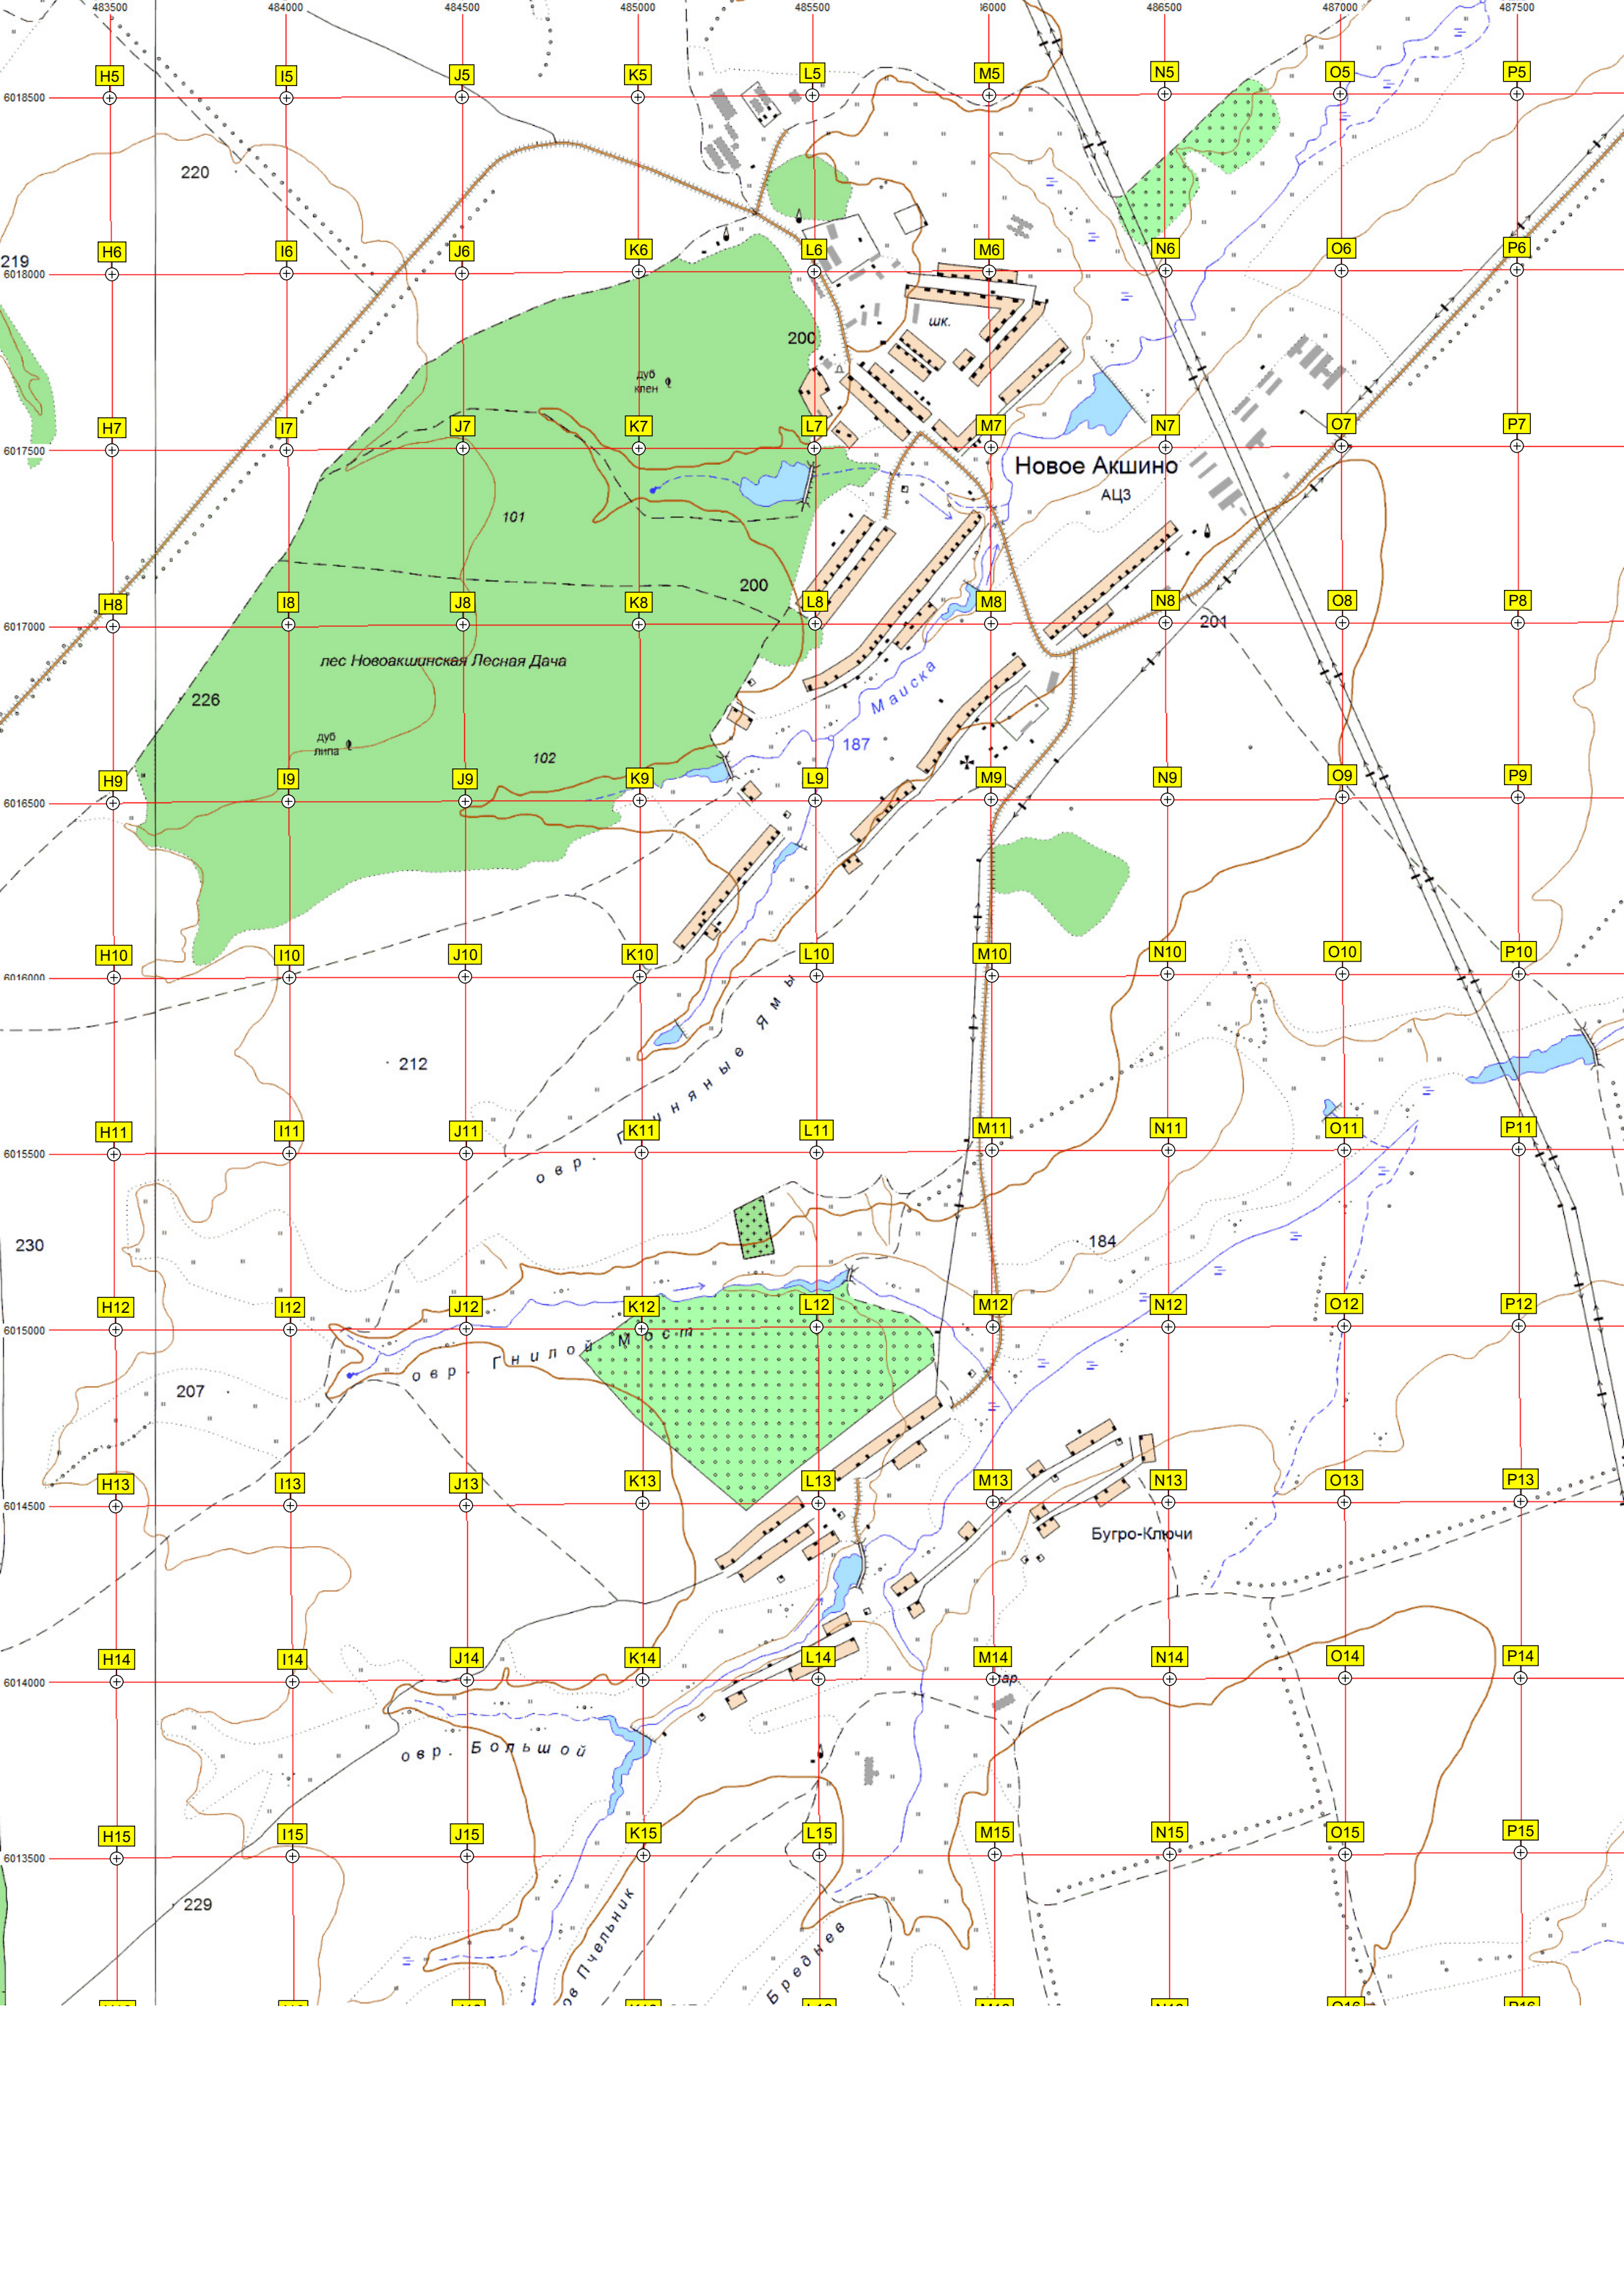 483500 484000 484500 485000 485500 86000 486500 487000 487500
H5 I5 J5 K5 L5 M5 N5 O5 P5
6018500
220
219
H6 I6 J6 K6 L6 M6 N6 O6 P6
6018000
шк.
200
дуб
клен
H7 I7 J7 K7 L7 M7 N7 O7 P7
6017500
Новое Акшино
АЦЗ
101
200
H8 I8 J8 K8 L8 M8 N8 O8 P8
6017000
201
лес Новоакшинская Лесная Дача
Маиска
226
дуб
липа
102
187
H9 I9 J9 K9 L9 M9 N9 O9 P9
6016500
H10 I10 J10 K10 L10 M10 N10 O10 P10
6016000
212
H11 I11 J11 K11 L11 M11 N11 O11 P11
6015500
овр. Ямы
230
184
H12 I12 J12 K12 L12 M12 N12 O12 P12
6015000
овр. Гнилой Мост
207
H13 I13 J13 K13 L13 M13 N13 O13 P13
6014500
Бугро-Ключи
H14 I14 J14 K14 L14 M14 N14 O14 P14
6014000
овр. Большой
H15 I15 J15 K15 L15 M15 N15 O15 P15
6013500
229
Пчельник
Бреднев